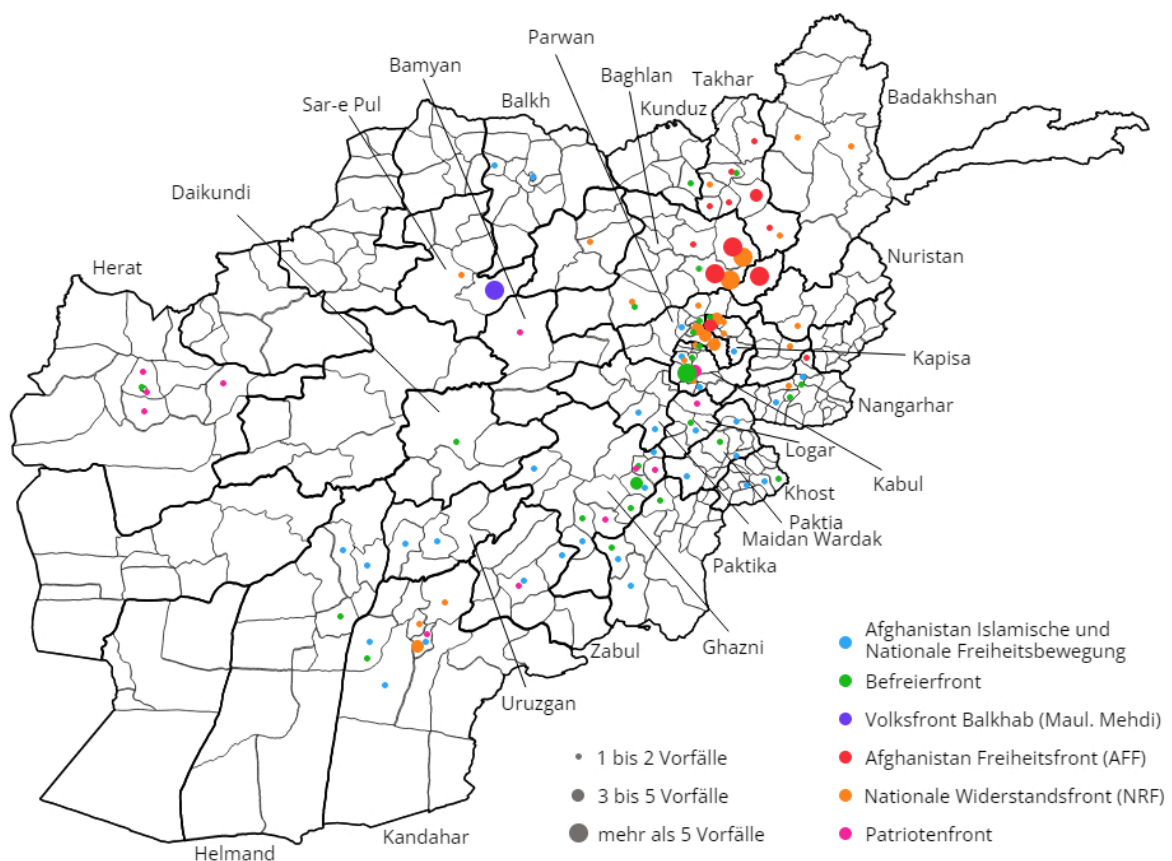 Parwan
Bamyan
Baghlan
Takhar
Sar-e Pul
Balkh
Kunduz
Badakhshan
Daikundi
Herat
Nuristan
Kapisa
Nangarhar
Logar
Kabul
Khost
Paktia
Maidan Wardak
Paktika
Ghazni
Zabul
Uruzgan
Kandahar
Helmand
Afghanistan Islamische und
Nationale Freiheitsbewegung
Befreierfront
Volksfront Balkhab (Maul. Mehdi)
Afghanistan Freiheitsfront (AFF)
Nationale Widerstandsfront (NRF)
Patriotenfront
1 bis 2 Vorfälle
3 bis 5 Vorfälle
mehr als 5 Vorfälle